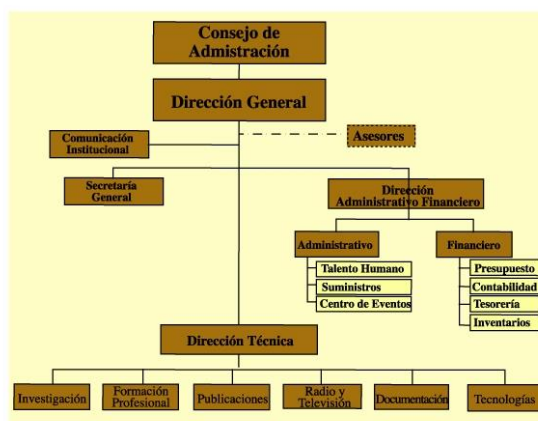 Consejo de
Admistración
Dirección General
Asesores
Comunicación
Institucional
Secretaría
General
Dirección
Administrativo Financiero
Administrativo
Financiero
Talento Humano
Suministros
Centro de Eventos
Presupuesto
Contabilidad
Tesorería
Inventarios
Dirección Técnica
Investigación
Formación
Profesional
Publicaciones
Radio y
Televisión
Documentación
Tecnologías